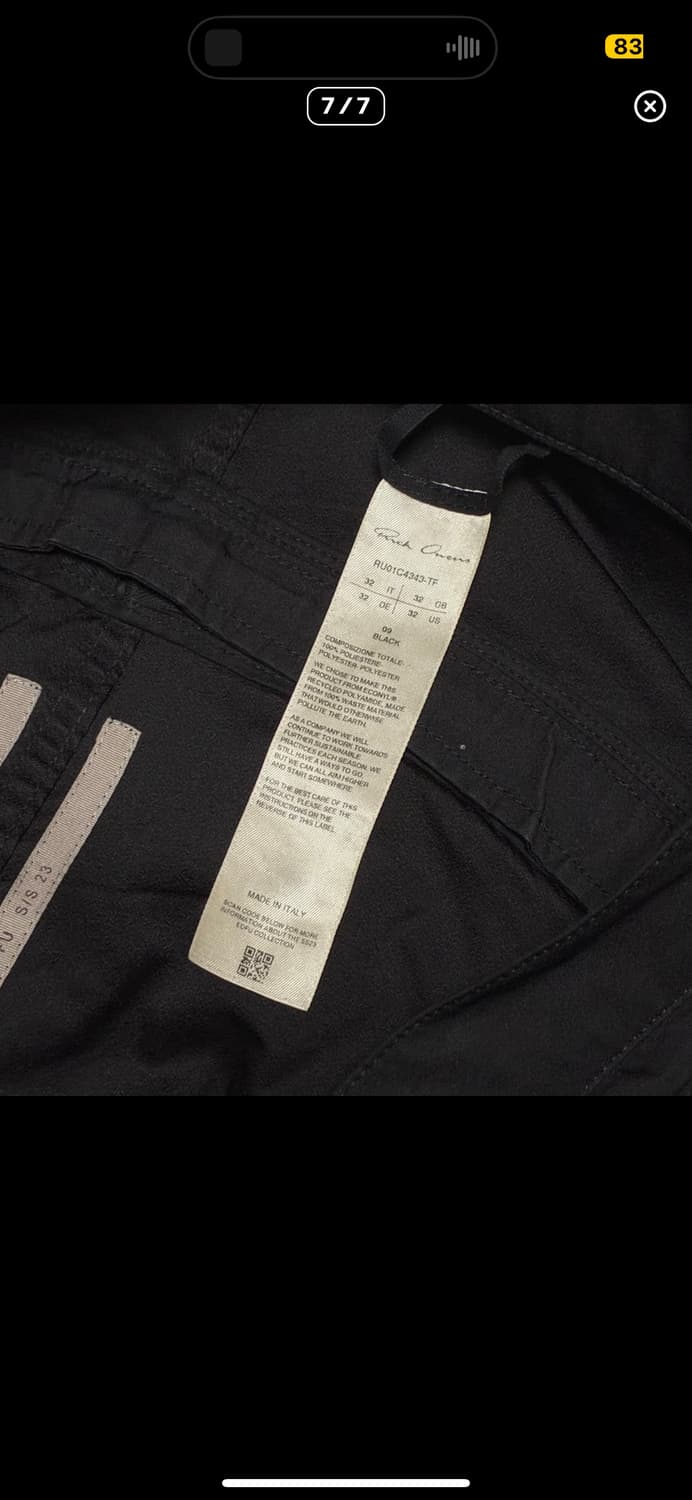 83
7/7
Rick Owens
RU01C4343-TF
32 IT 32 GB
32 DE 32 US
09
BLACK
COMPOSIZIONE TOTALE:
100% POLIESTERE-
POLYESTER- POLYESTER
WE CHOSE TO MAKE THIS
PRODUCT FROM ECONYL®
RECYCLED POLYAMIDE, MADE
FROM 100% WASTE MATERIAL
THAT WOULD OTHERWISE
POLLUTE THE EARTH.
AS A COMPANY WE WILL
CONTINUE TO WORK TOWARDS
FURTHER SUSTAINABLE
PRACTICES EACH SEASON. WE
STILL HAVE A WAYS TO GO
BUT WE CAN ALL AIM HIGHER
AND START SOMEWHERE
FOR THE BEST CARE OF THIS
PRODUCT, PLEASE SEE THE
INSTRUCTIONS ON THE
REVERSE OF THIS LABEL
MADE IN ITALY
SCAN CODE BELOW FOR MORE
INFORMATION ABOUT THE SS23
EDFU COLLECTION
FU S/S 23